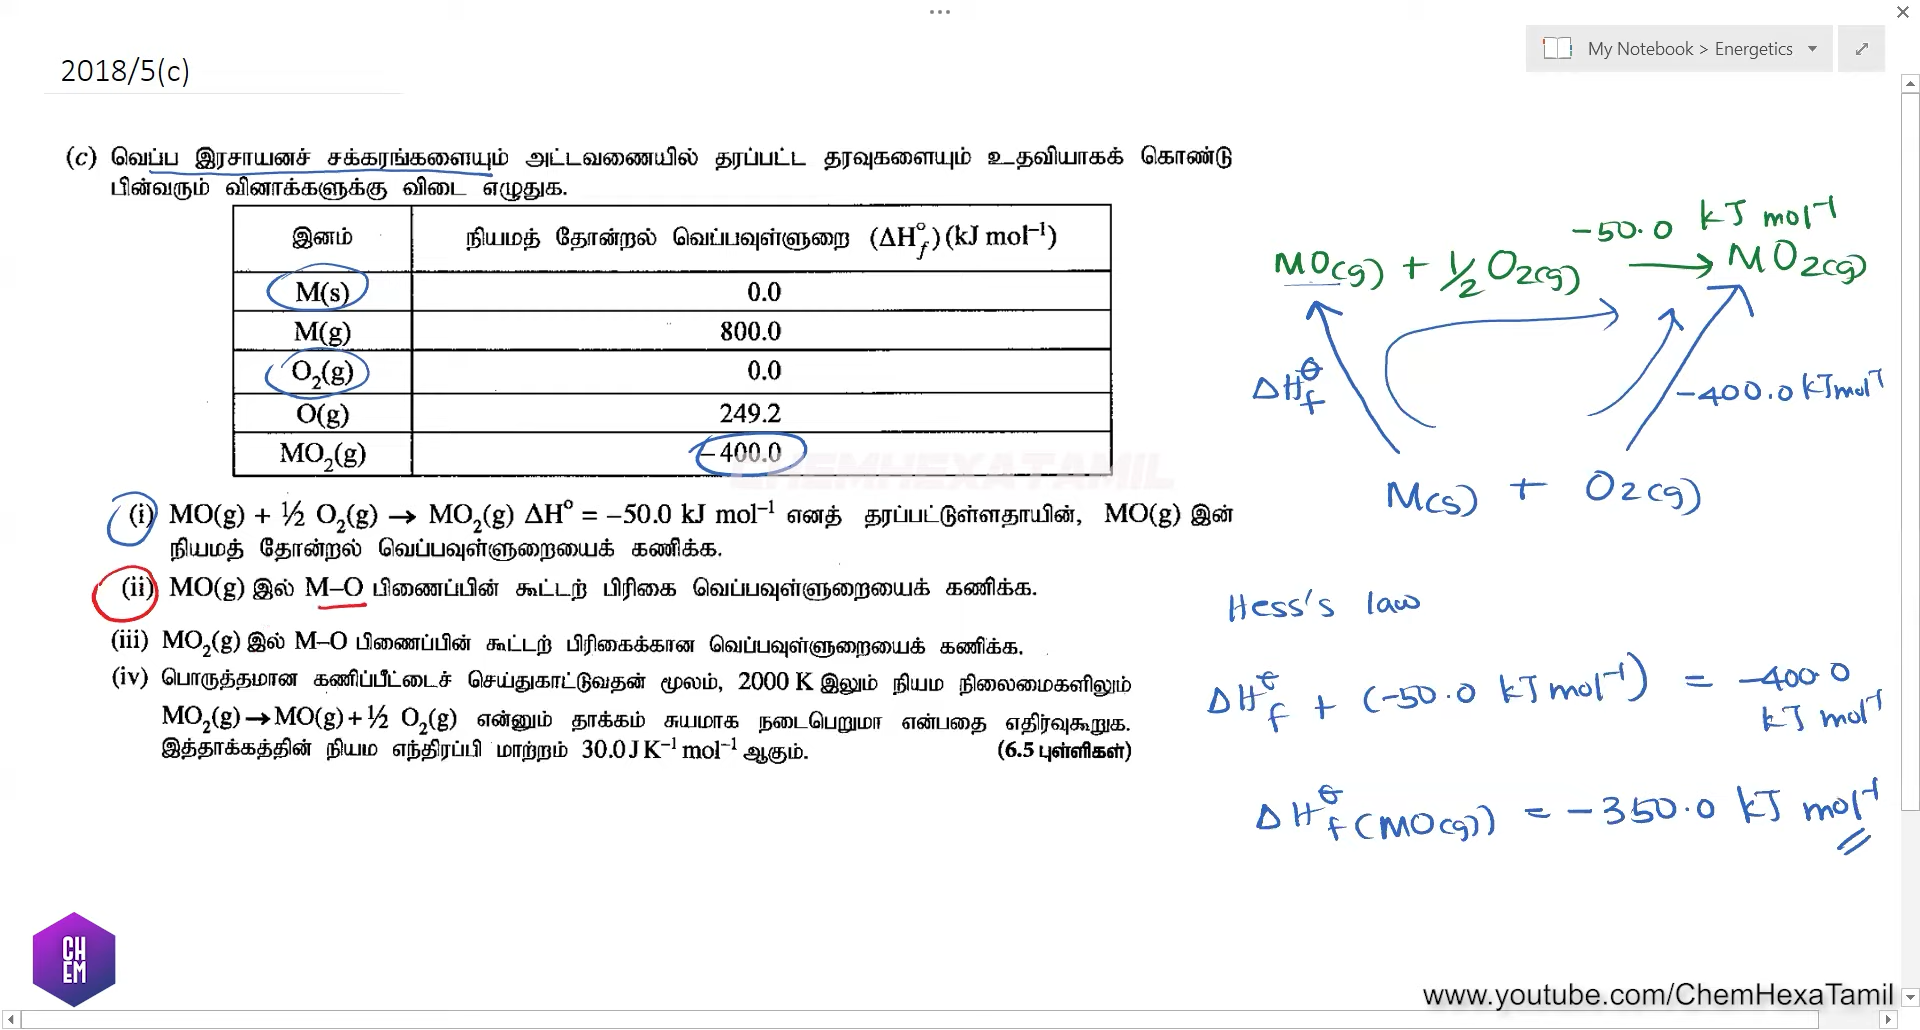 My Notebook > Energetics
2018/5(c)
(c) வெப்ப இரசாயனச் சக்கரங்களையும் அட்டவணையில் தரப்பட்ட தரவுகளையும் உதவியாகக் கொண்டு
பின்வரும் வினாக்களுக்கு விடை எழுதுக.
இனம் நியமத் தோன்றல் வெப்பவுள்ளுறை (ΔH°f)(kJ mol⁻¹)
M(s) 0.0
M(g) 800.0
O₂(g) 0.0
O(g) 249.2
MO₂(g) –400.0
CHEMHEXATAMIL
(i) MO(g) + ½ O₂(g) → MO₂(g) ΔH° = –50.0 kJ mol⁻¹ எனத் தரப்பட்டுள்ளதாயின், MO(g) இன்
நியமத் தோன்றல் வெப்பவுள்ளுறையைக் கணிக்க.
(ii) MO(g) இல் M–O பிணைப்பின் கூட்டற் பிரிகை வெப்பவுள்ளுறையைக் கணிக்க.
(iii) MO₂(g) இல் M–O பிணைப்பின் கூட்டற் பிரிகைக்கான வெப்பவுள்ளுறையைக் கணிக்க.
(iv) பொருத்தமான கணிப்பீட்டைச் செய்துகாட்டுவதன் மூலம், 2000 K இலும் நியம நிலைமைகளிலும்
MO₂(g) → MO(g) + ½ O₂(g) என்னும் தாக்கம் சுயமாக நடைபெறுமா என்பதை எதிர்வுகூறுக.
இத்தாக்கத்தின் நியம எந்திரப்பி மாற்றம் 30.0 J K⁻¹ mol⁻¹ ஆகும். (6.5 புள்ளிகள்)
-50.0 kJ mol⁻¹
MO(g) + ½ O₂(g) → MO₂(g)
ΔH°f
-400.0 kJ mol⁻¹
M(s) + O₂(g)
Hess's law
ΔH°f + (-50.0 kJ mol⁻¹) = -400.0
kJ mol⁻¹
ΔH°f (MO(g)) = -350.0 kJ mol⁻¹
CH
EM
www.youtube.com/ChemHexaTamil